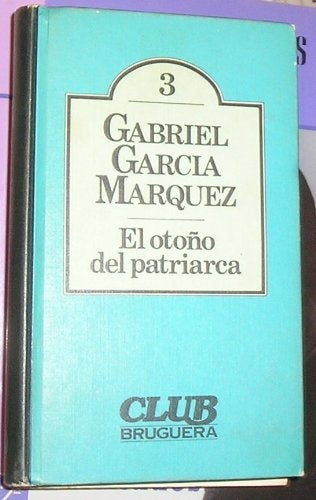 3
GABRIEL
GARCIA
MARQUEZ
El otoño
del patriarca
CLUB
BRUGUERA